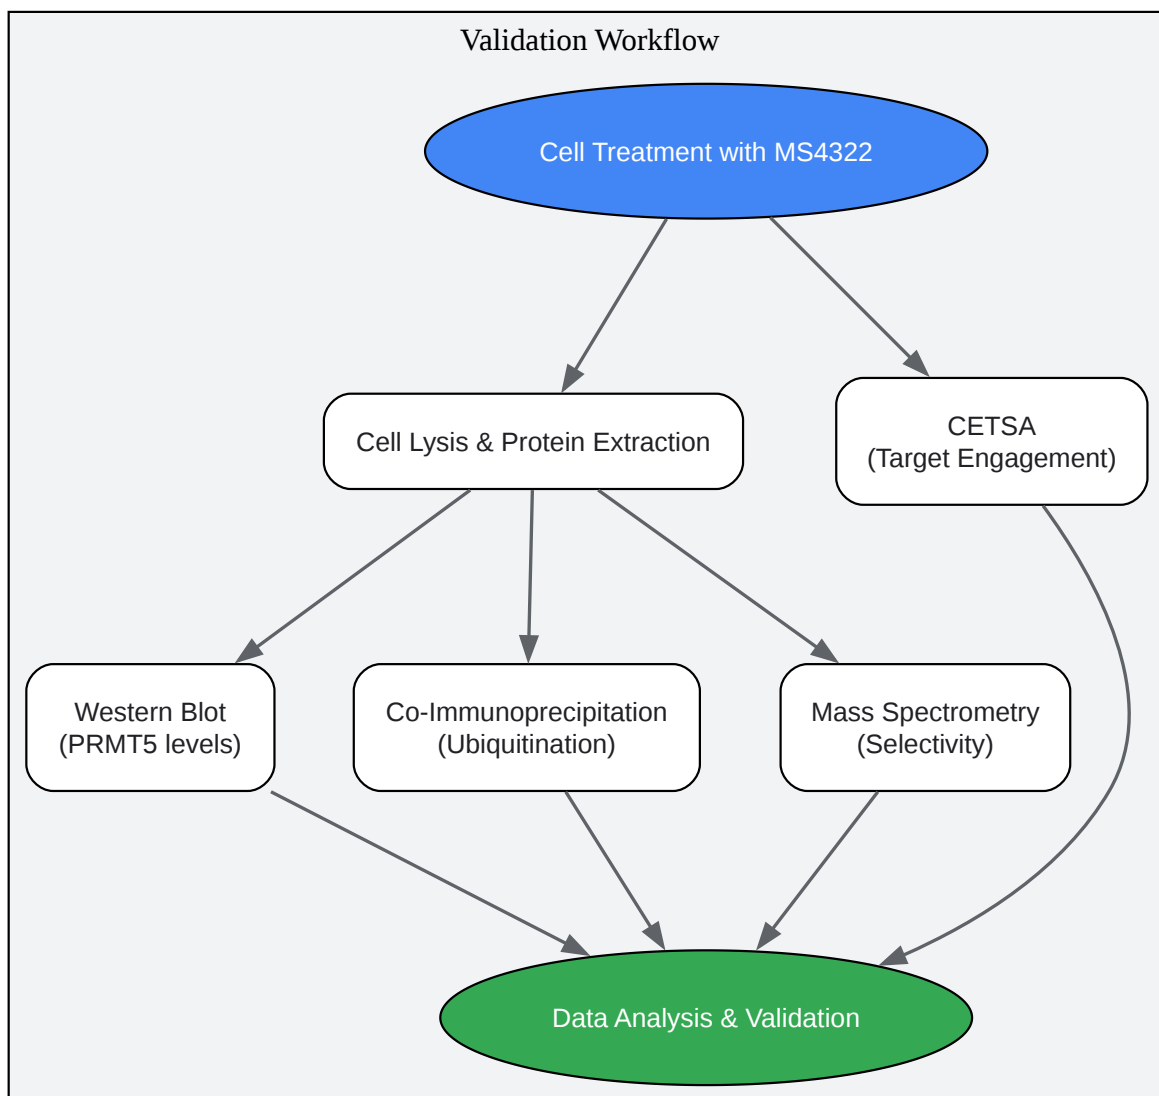 Validation Workflow
Cell Treatment with MS4322
Cell Lysis & Protein Extraction
CETSA
(Target Engagement)
Western Blot
(PRMT5 levels)
Co-Immunoprecipitation
(Ubiquitination)
Mass Spectrometry
(Selectivity)
Data Analysis & Validation